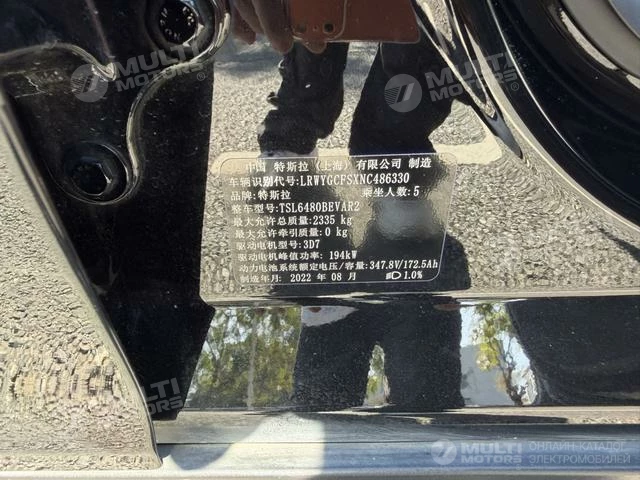 中国 特斯拉（上海）有限公司 制造
车辆识别代号: LRWYGCFSXNC486330
品牌: 特斯拉 乘坐人数: 5
整车型号: TSL6480BEVAR2
最大允许总质量: 2335 kg
最大允许牵引质量: 0 kg
驱动电机型号: 3D7
驱动电机峰值功率: 194kW
动力电池系统额定电压/容量: 347.8V/172.5Ah
制造年月: 2022 年 08 月 1.0%
MULTI MOTORS®
MULTI MOTORS®
MULTI MOTORS
MULTI MOTORS
ОНЛАЙН-КАТАЛОГ
ЭЛЕКТРОМОБИЛЕЙ